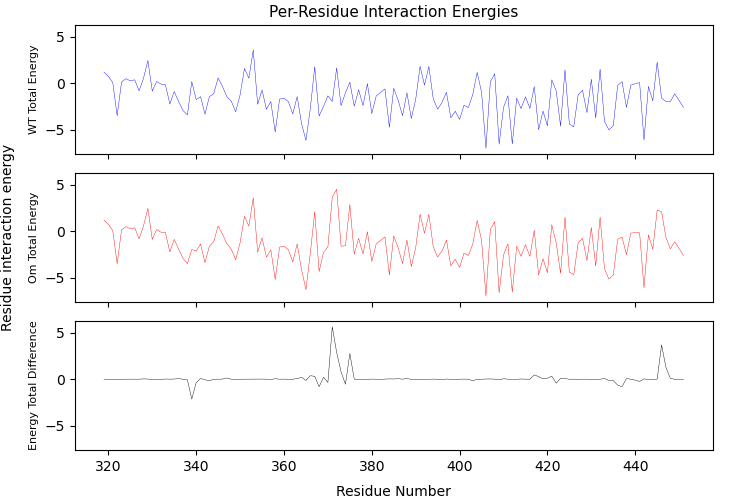 Per-Residue Interaction Energies
Residue interaction energy
WT Total Energy
5
0
−5
Om Total Energy
5
0
−5
Energy Total Difference
5
0
−5
320 340 360 380 400 420 440
Residue Number